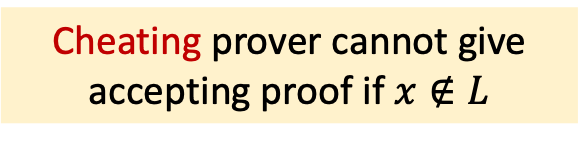 Cheating prover cannot give
accepting proof if x ∉ L